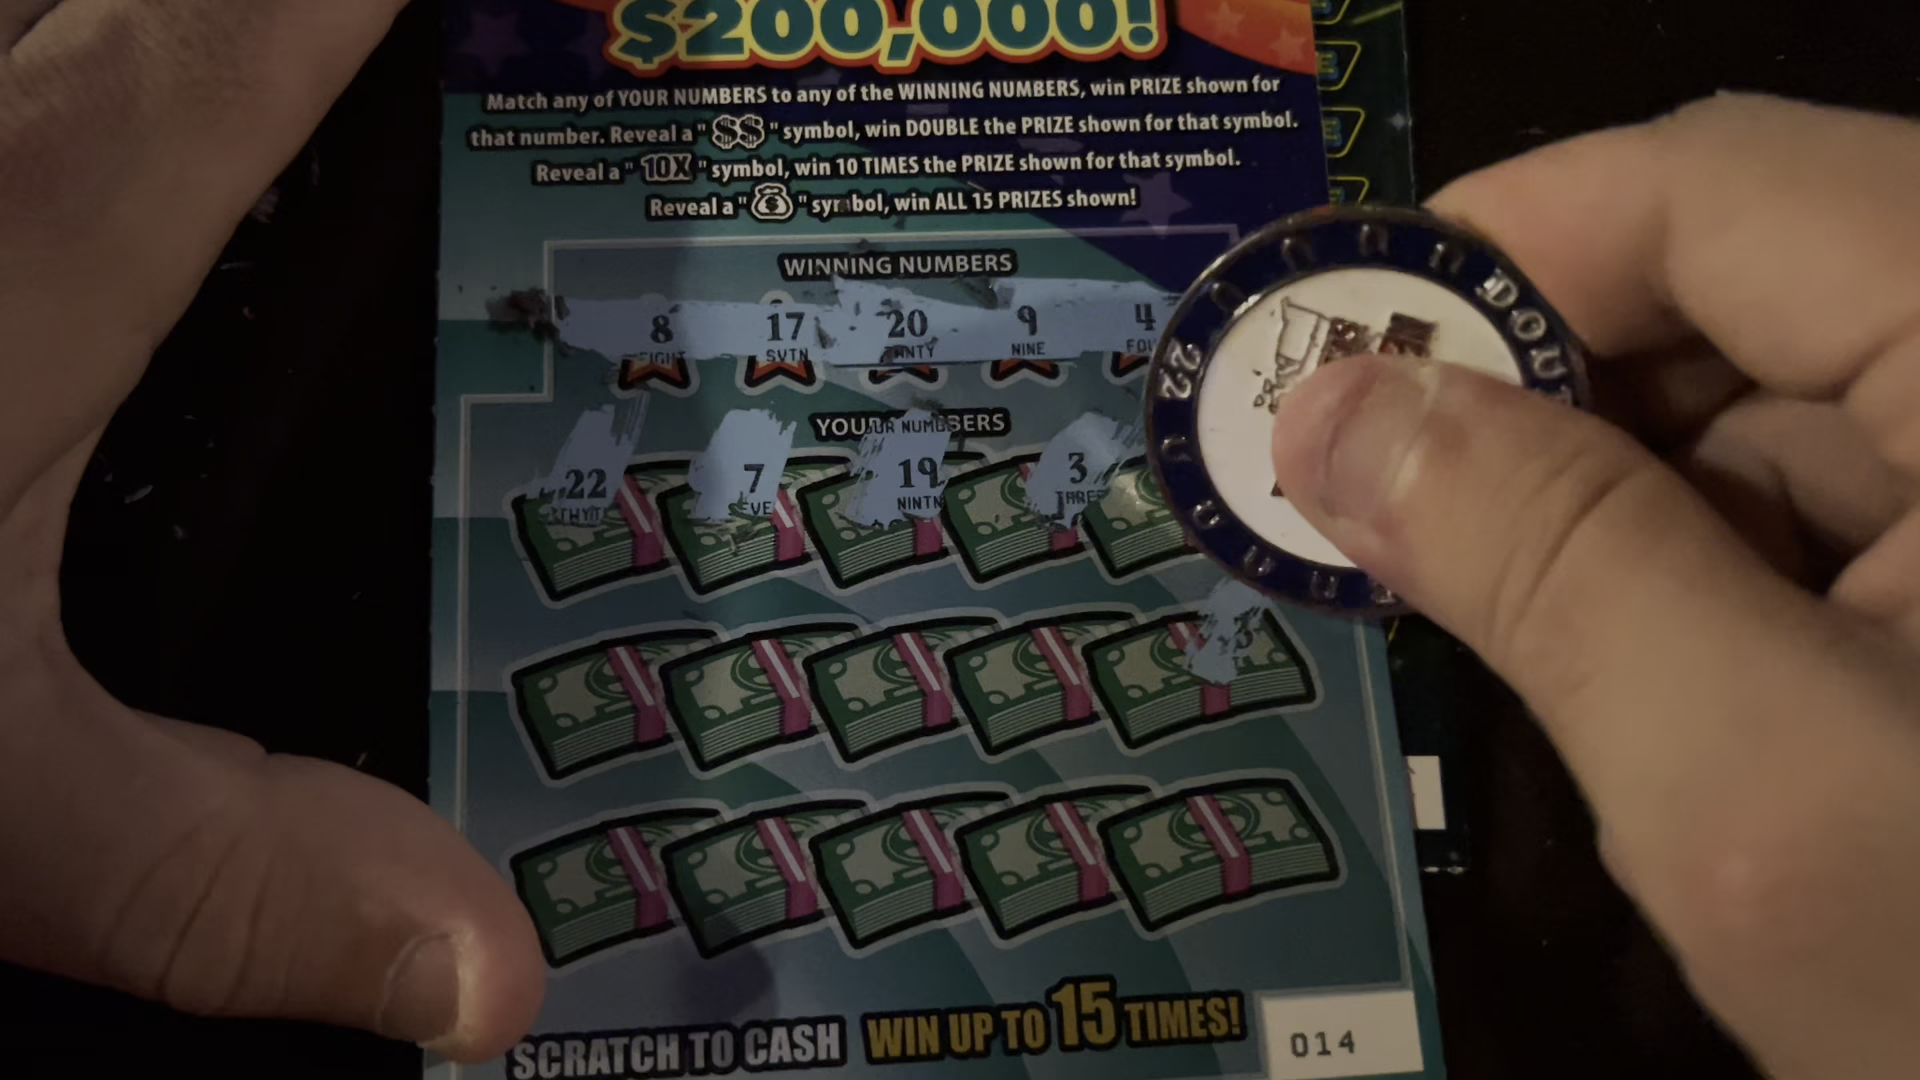 $200,000!
Match any of YOUR NUMBERS to any of the WINNING NUMBERS, win PRIZE shown for
that number. Reveal a "$$" symbol, win DOUBLE the PRIZE shown for that symbol.
Reveal a "10X" symbol, win 10 TIMES the PRIZE shown for that symbol.
Reveal a "$" symbol, win ALL 15 PRIZES shown!
WINNING NUMBERS
8 17 20 9 4
EIGHT SVTN NINE
YOUR NUMBERS
22 7 19 3
NINTN THREE
SCRATCH TO CASH WIN UP TO 15 TIMES!
014
22